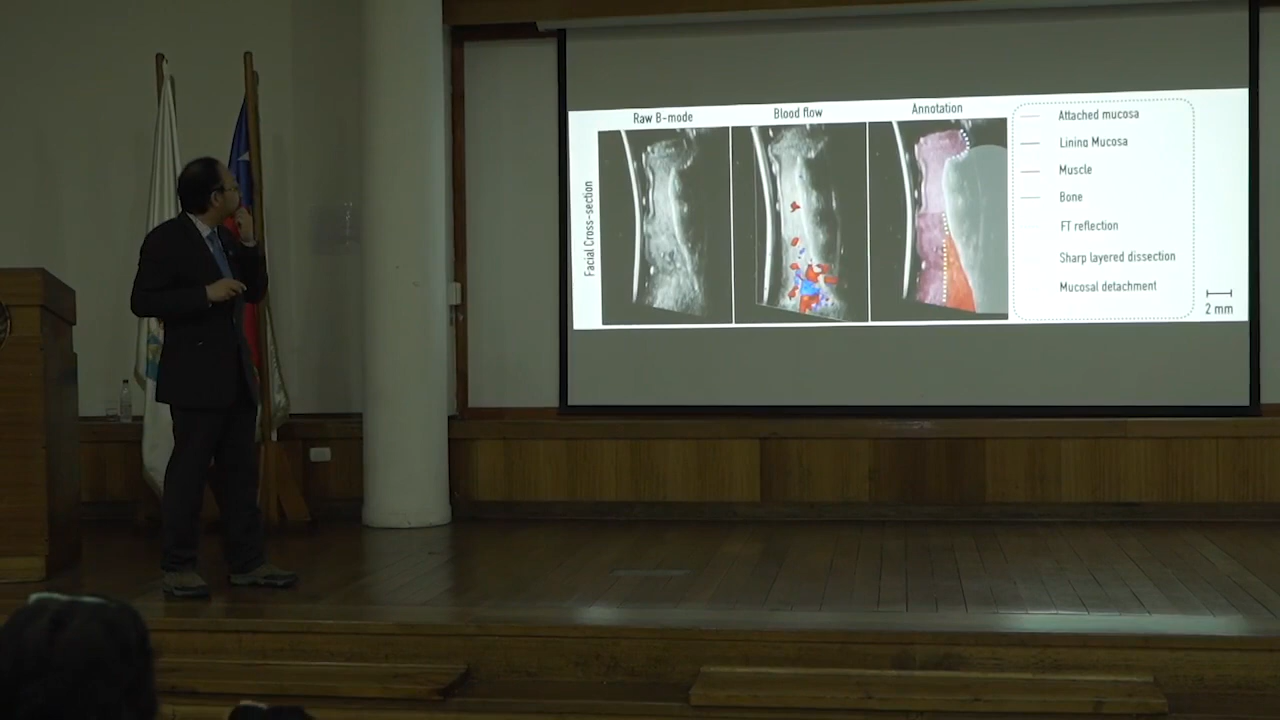 Raw B-mode
Blood flow
Annotation
Facial Cross-section
Attached mucosa
Lining Mucosa
Muscle
Bone
FT reflection
Sharp layered dissection
Mucosal detachment
2 mm